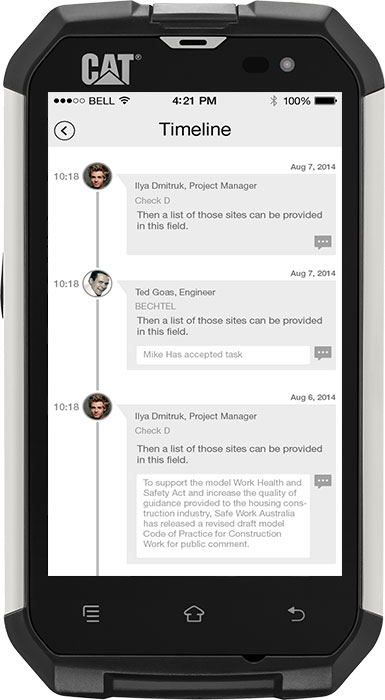 CAT®
BELL 4:21 PM 100%
Timeline
Aug 7, 2014
10:18
Ilya Dmitruk, Project Manager
Check D
Then a list of those sites can be provided
in this field.
Aug 7, 2014
10:18
Ted Goas, Engineer
BECHTEL
Then a list of those sites can be provided
in this field.
Mike Has accepted task
Aug 6, 2014
10:18
Ilya Dmitruk, Project Manager
Check D
Then a list of those sites can be provided
in this field.
To support the model Work Health and
Safety Act and increase the quality of
guidance provided to the housing cons-
truction industry, Safe Work Australia
has released a revised draft model
Code of Practice for Construction
Work for public comment.